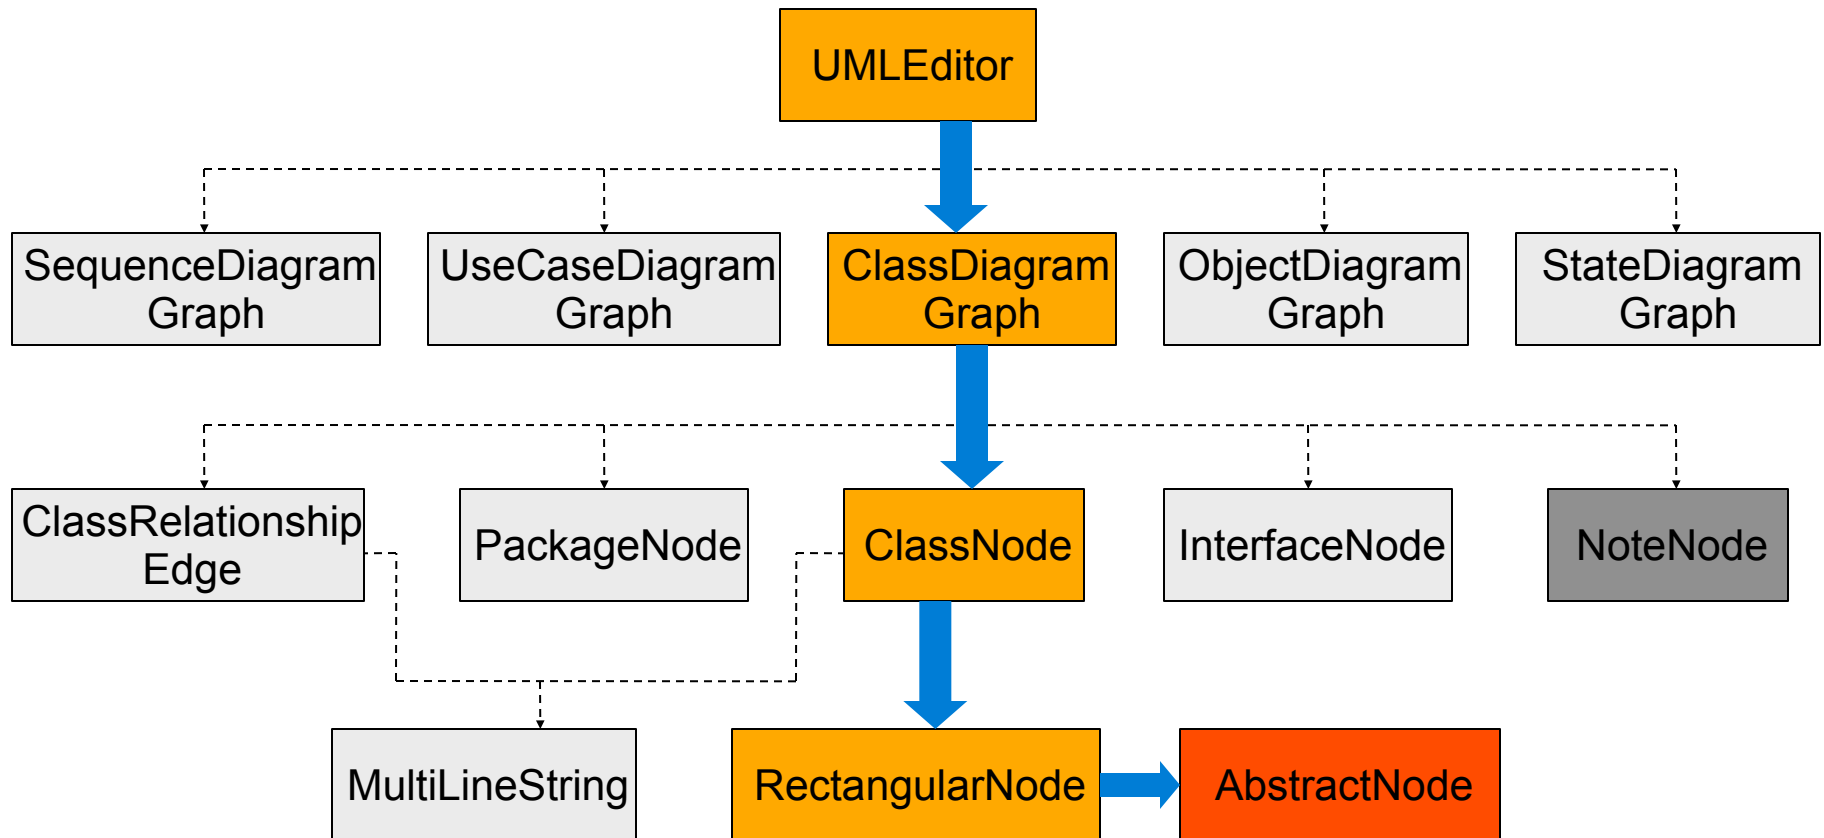 UMLEditor
SequenceDiagram
Graph
UseCaseDiagram
Graph
ClassDiagram
Graph
ObjectDiagram
Graph
StateDiagram
Graph
ClassRelationship
Edge
PackageNode
ClassNode
InterfaceNode
NoteNode
MultiLineString
RectangularNode
AbstractNode